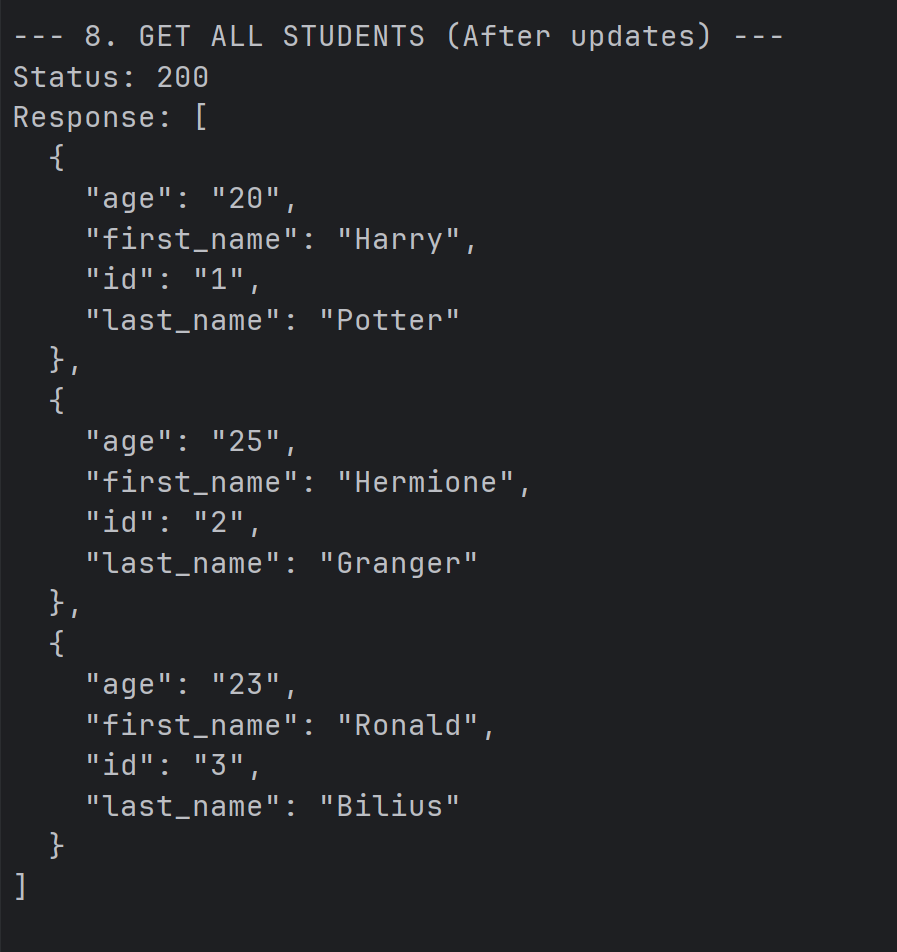 --- 8. GET ALL STUDENTS (After updates) ---
Status: 200
Response: [
  {
    "age": "20",
    "first_name": "Harry",
    "id": "1",
    "last_name": "Potter"
  },
  {
    "age": "25",
    "first_name": "Hermione",
    "id": "2",
    "last_name": "Granger"
  },
  {
    "age": "23",
    "first_name": "Ronald",
    "id": "3",
    "last_name": "Bilius"
  }
]